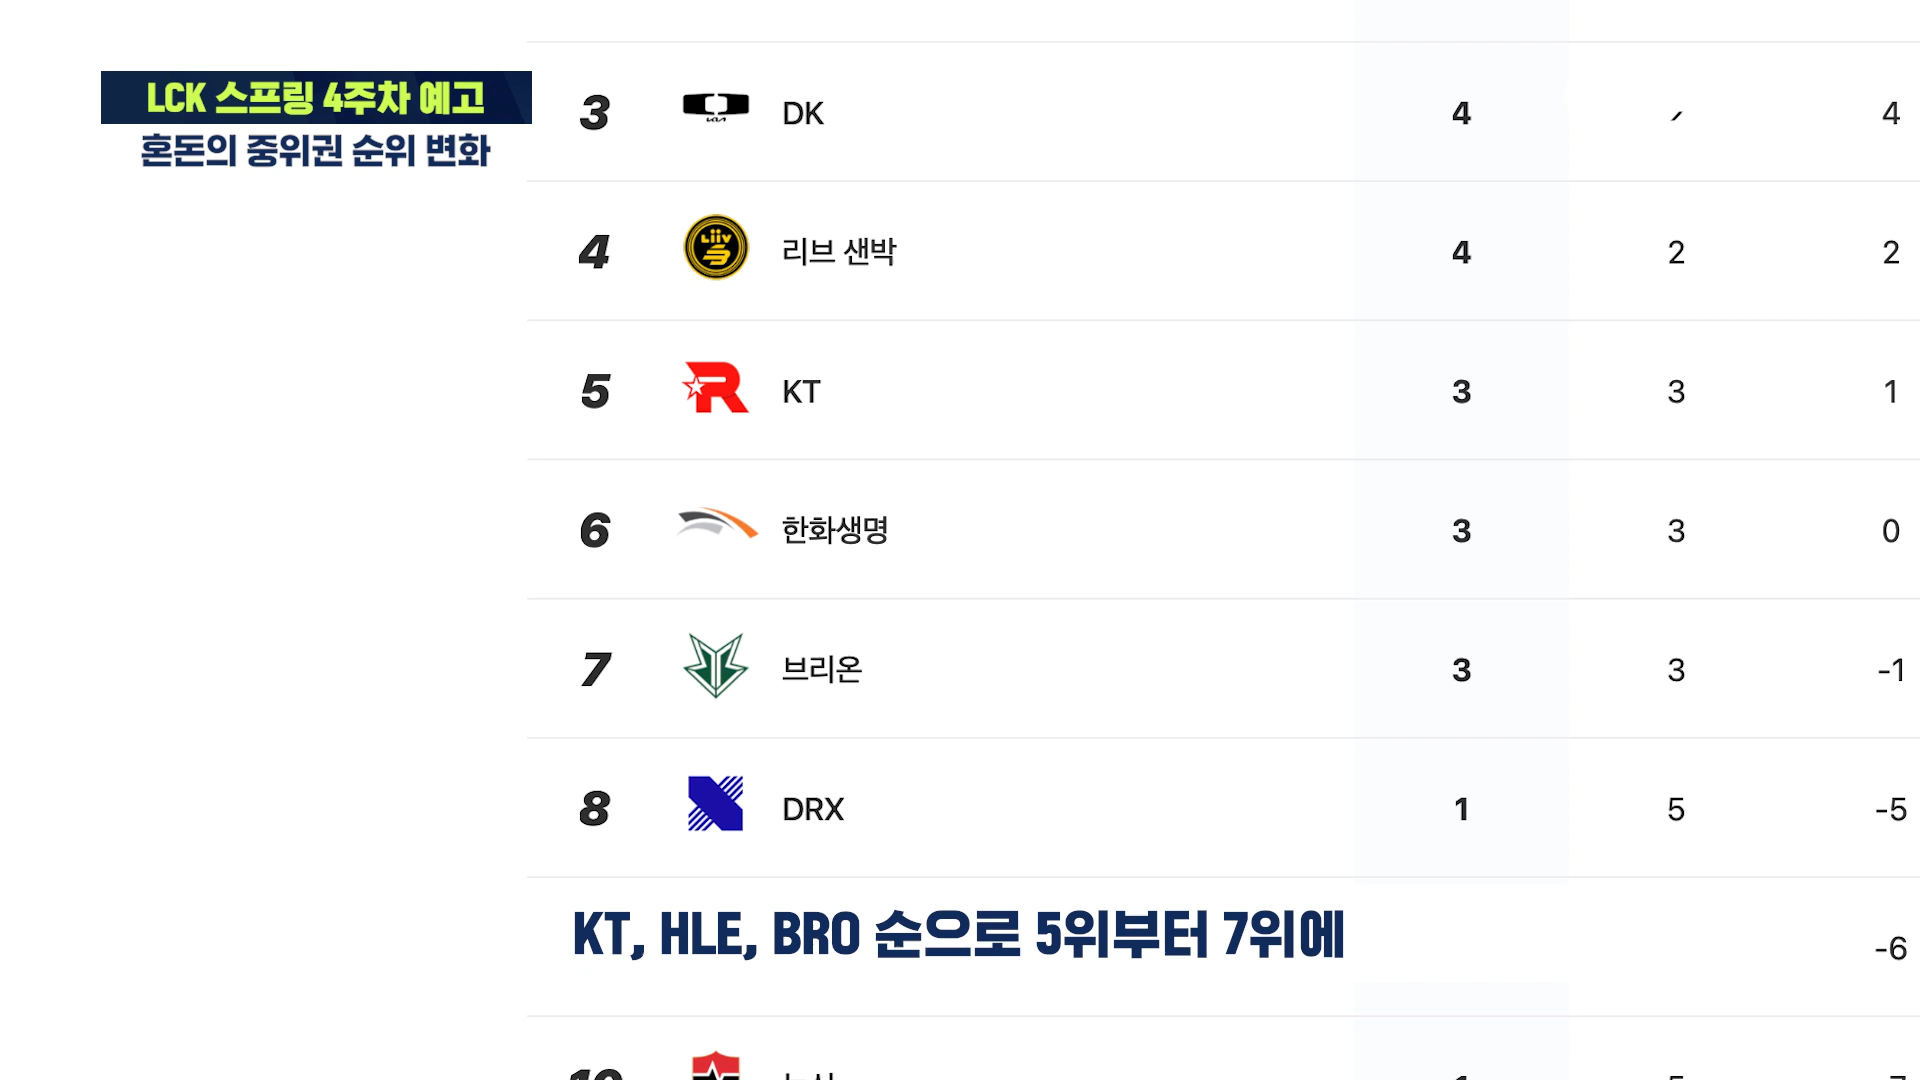 LCK 스프링 4주차 예고
혼돈의 중위권 순위 변화
3 DK 4 4
4 Liiv 리브 샌박 4 2 2
5 KT 3 3 1
6 한화생명 3 3 0
7 브리온 3 3 -1
8 DRX 1 5 -5
KT, HLE, BRO 순으로 5위부터 7위에
-6
10